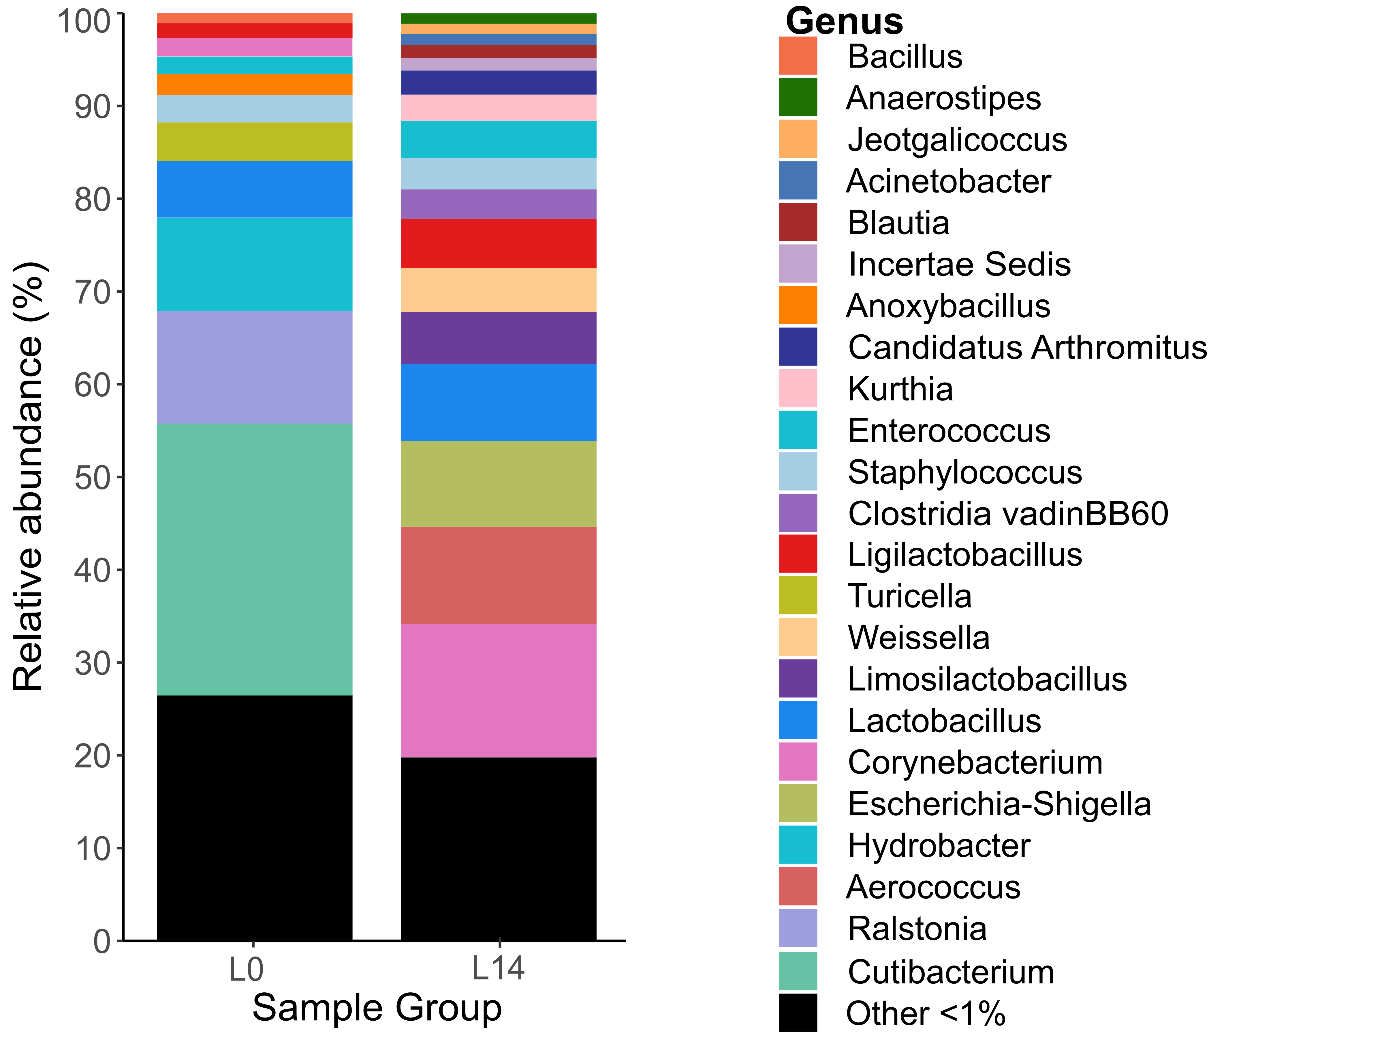 100
90
80
70
60
50
40
30
20
10
0
Relative abundance (%)
L0
L14
Sample Group
Genus
Bacillus
Anaerostipes
Jeotgalicoccus
Acinetobacter
Blautia
Incertae Sedis
Anoxybacillus
Candidatus Arthromitus
Kurthia
Enterococcus
Staphylococcus
Clostridia vadinBB60
Ligilactobacillus
Turicella
Weissella
Limosilactobacillus
Lactobacillus
Corynebacterium
Escherichia-Shigella
Hydrobacter
Aerococcus
Ralstonia
Cutibacterium
Other <1%